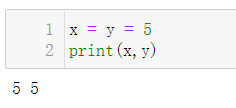 1 x = y = 5
2 print(x,y)
5 5